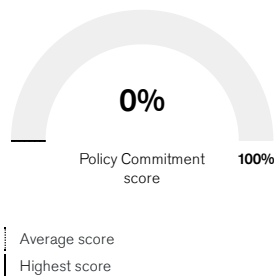 0%
Policy Commitment
score
100%
Average score
Highest score